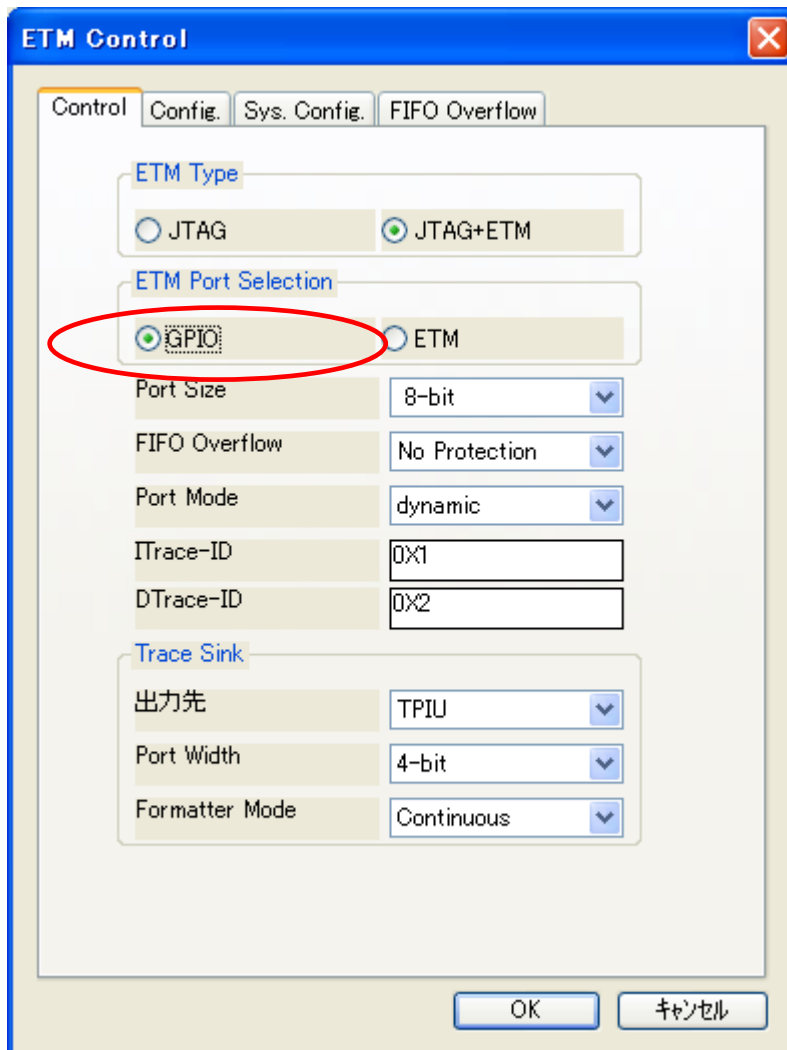 ETM Control
Control Config. Sys. Config. FIFO Overflow
ETM Type
JTAG JTAG+ETM
ETM Port Selection
GPIO ETM
Port Size 8-bit
FIFO Overflow No Protection
Port Mode dynamic
ITrace-ID 0X1
DTrace-ID 0X2
Trace Sink
出力先 TPIU
Port Width 4-bit
Formatter Mode Continuous
OK キャンセル